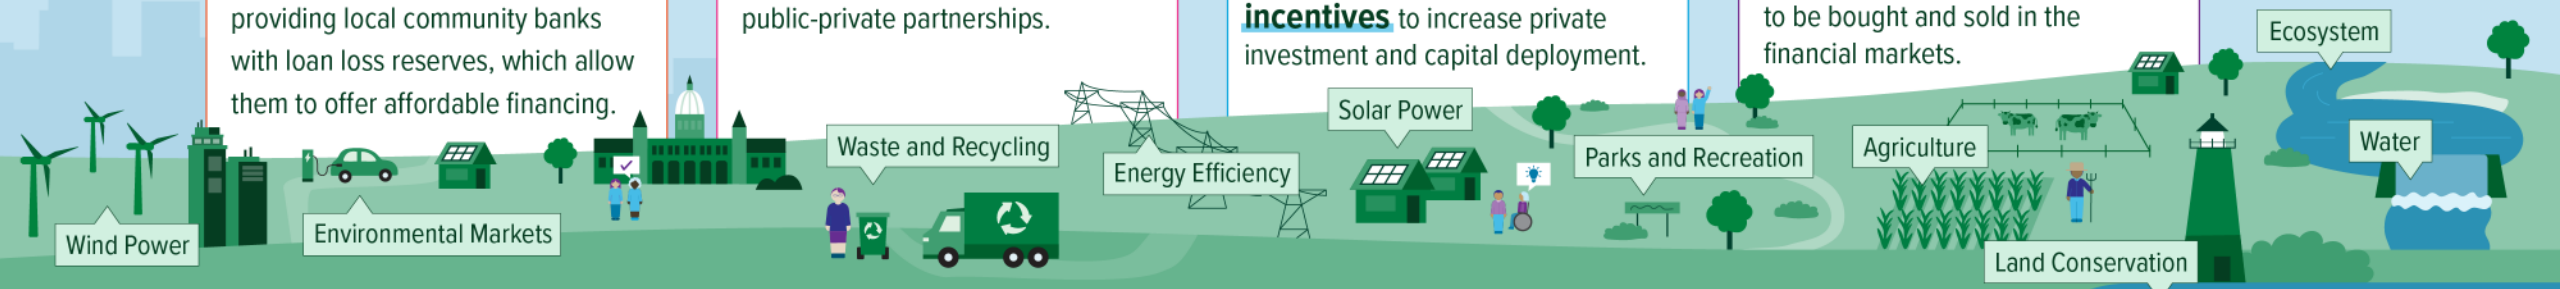 providing local community banks
with loan loss reserves, which allow
them to offer affordable financing.
public-private partnerships.
incentives to increase private
investment and capital deployment.
to be bought and sold in the
financial markets.
Wind Power
Environmental Markets
Waste and Recycling
Energy Efficiency
Solar Power
Parks and Recreation
Agriculture
Land Conservation
Ecosystem
Water